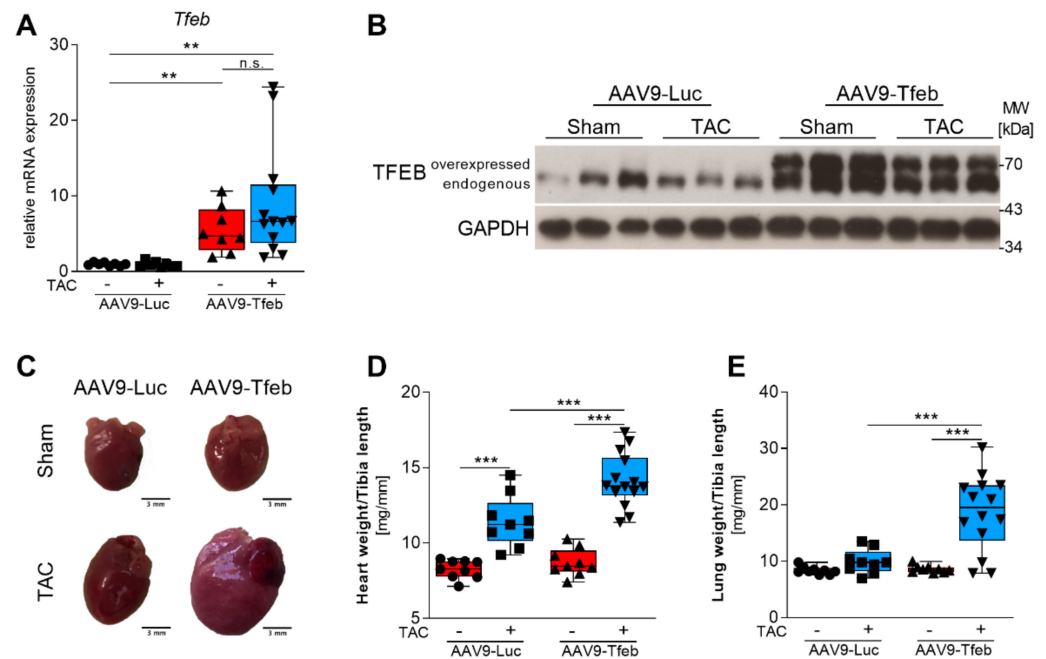 A
Tfeb
relative mRNA expression
30
20
10
0
**
**
n.s.
TAC
- + - +
AAV9-Luc AAV9-Tfeb
B
AAV9-Luc AAV9-Tfeb
Sham TAC Sham TAC
MW
[kDa]
TFEB overexpressed
endogenous
GAPDH
-70
-43
-34
C
AAV9-Luc AAV9-Tfeb
Sham
3 mm 3 mm
TAC
3 mm 3 mm
D
Heart weight/Tibia length
[mg/mm]
20
15
10
5
***
***
***
TAC - + - +
AAV9-Luc AAV9-Tfeb
E
Lung weight/Tibia length
[mg/mm]
40
30
20
10
0
***
***
TAC - + - +
AAV9-Luc AAV9-Tfeb